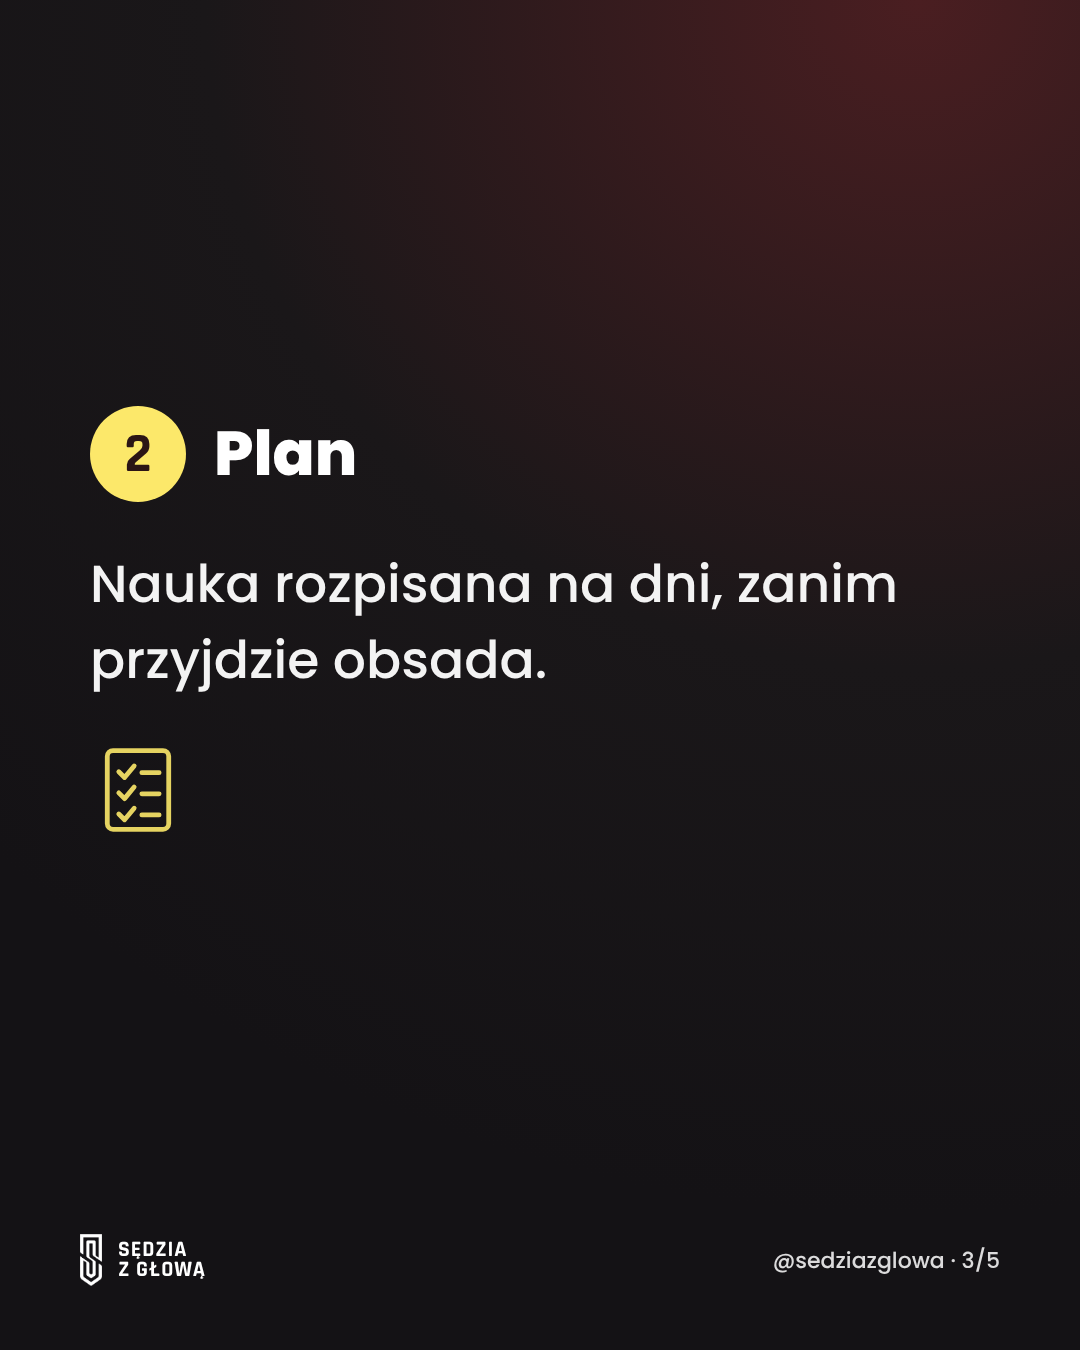 2 Plan
Nauka rozpisana na dni, zanim
przyjdzie obsada.
SĘDZIA
Z GŁOWĄ
@sedziazglowa · 3/5